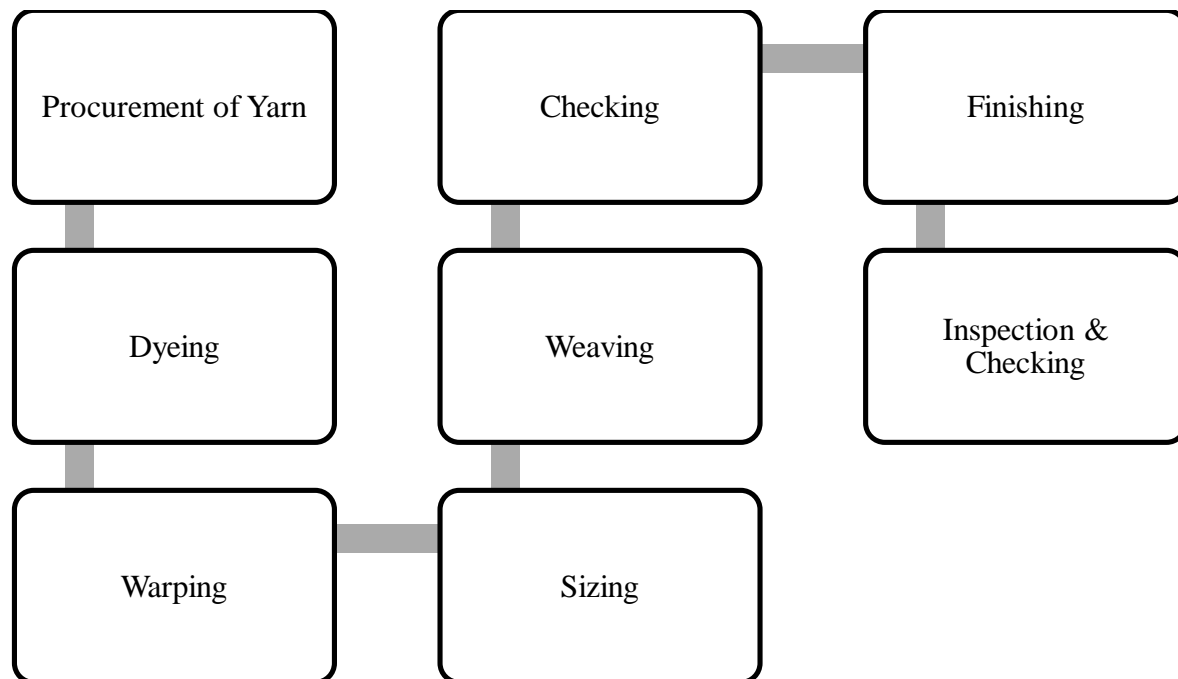 Procurement of Yarn
Dyeing
Warping
Sizing
Weaving
Checking
Finishing
Inspection &
Checking